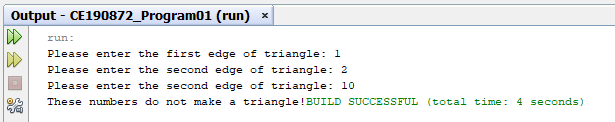 Output - CE190872_Program01 (run) ×
run:
Please enter the first edge of triangle: 1
Please enter the second edge of triangle: 2
Please enter the second edge of triangle: 10
These numbers do not make a triangle!BUILD SUCCESSFUL (total time: 4 seconds)